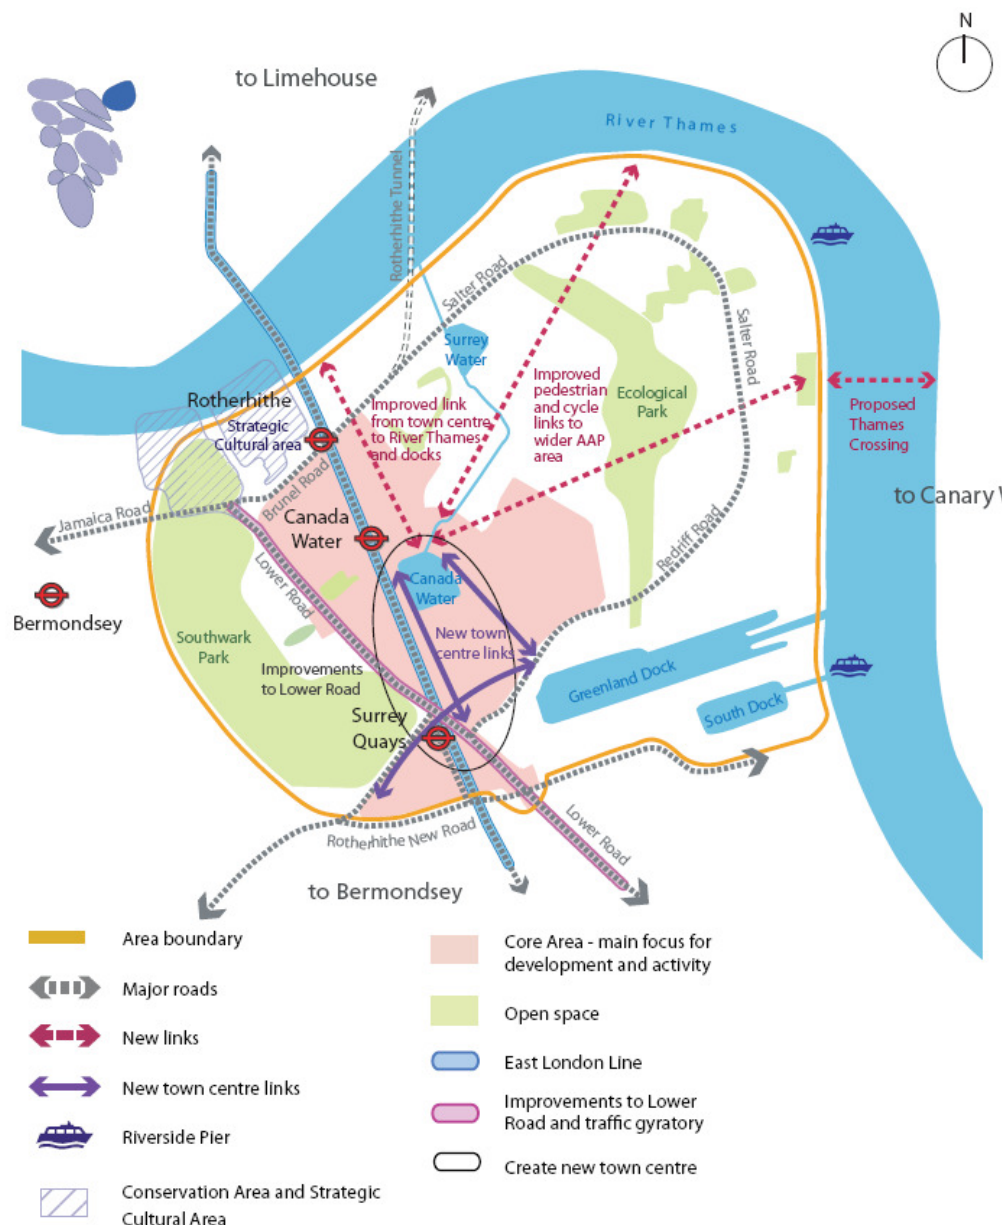 N
to Limehouse
River Thames
Rotherhithe Tunnel
Salter Road
Salter Road
Surrey
Water
Rotherhithe
Strategic
Cultural area
Improved link
from town centre
to River Thames
and docks
Improved
pedestrian
and cycle
links to
wider AAP
area
Ecological
Park
Proposed
Thames
Crossing
to Canary W
Jamaica Road
Brunel Road
Canada
Water
Lower Road
Redriff Road
Bermondsey
Canada
Water
Southwark
Park
New town
centre links
Improvements
to Lower Road
Greenland Dock
South Dock
Surrey
Quays
Rotherhithe New Road
Lower Road
to Bermondsey
Area boundary
Major roads
New links
New town centre links
Riverside Pier
Conservation Area and Strategic
Cultural Area
Core Area - main focus for
development and activity
Open space
East London Line
Improvements to Lower
Road and traffic gyratory
Create new town centre